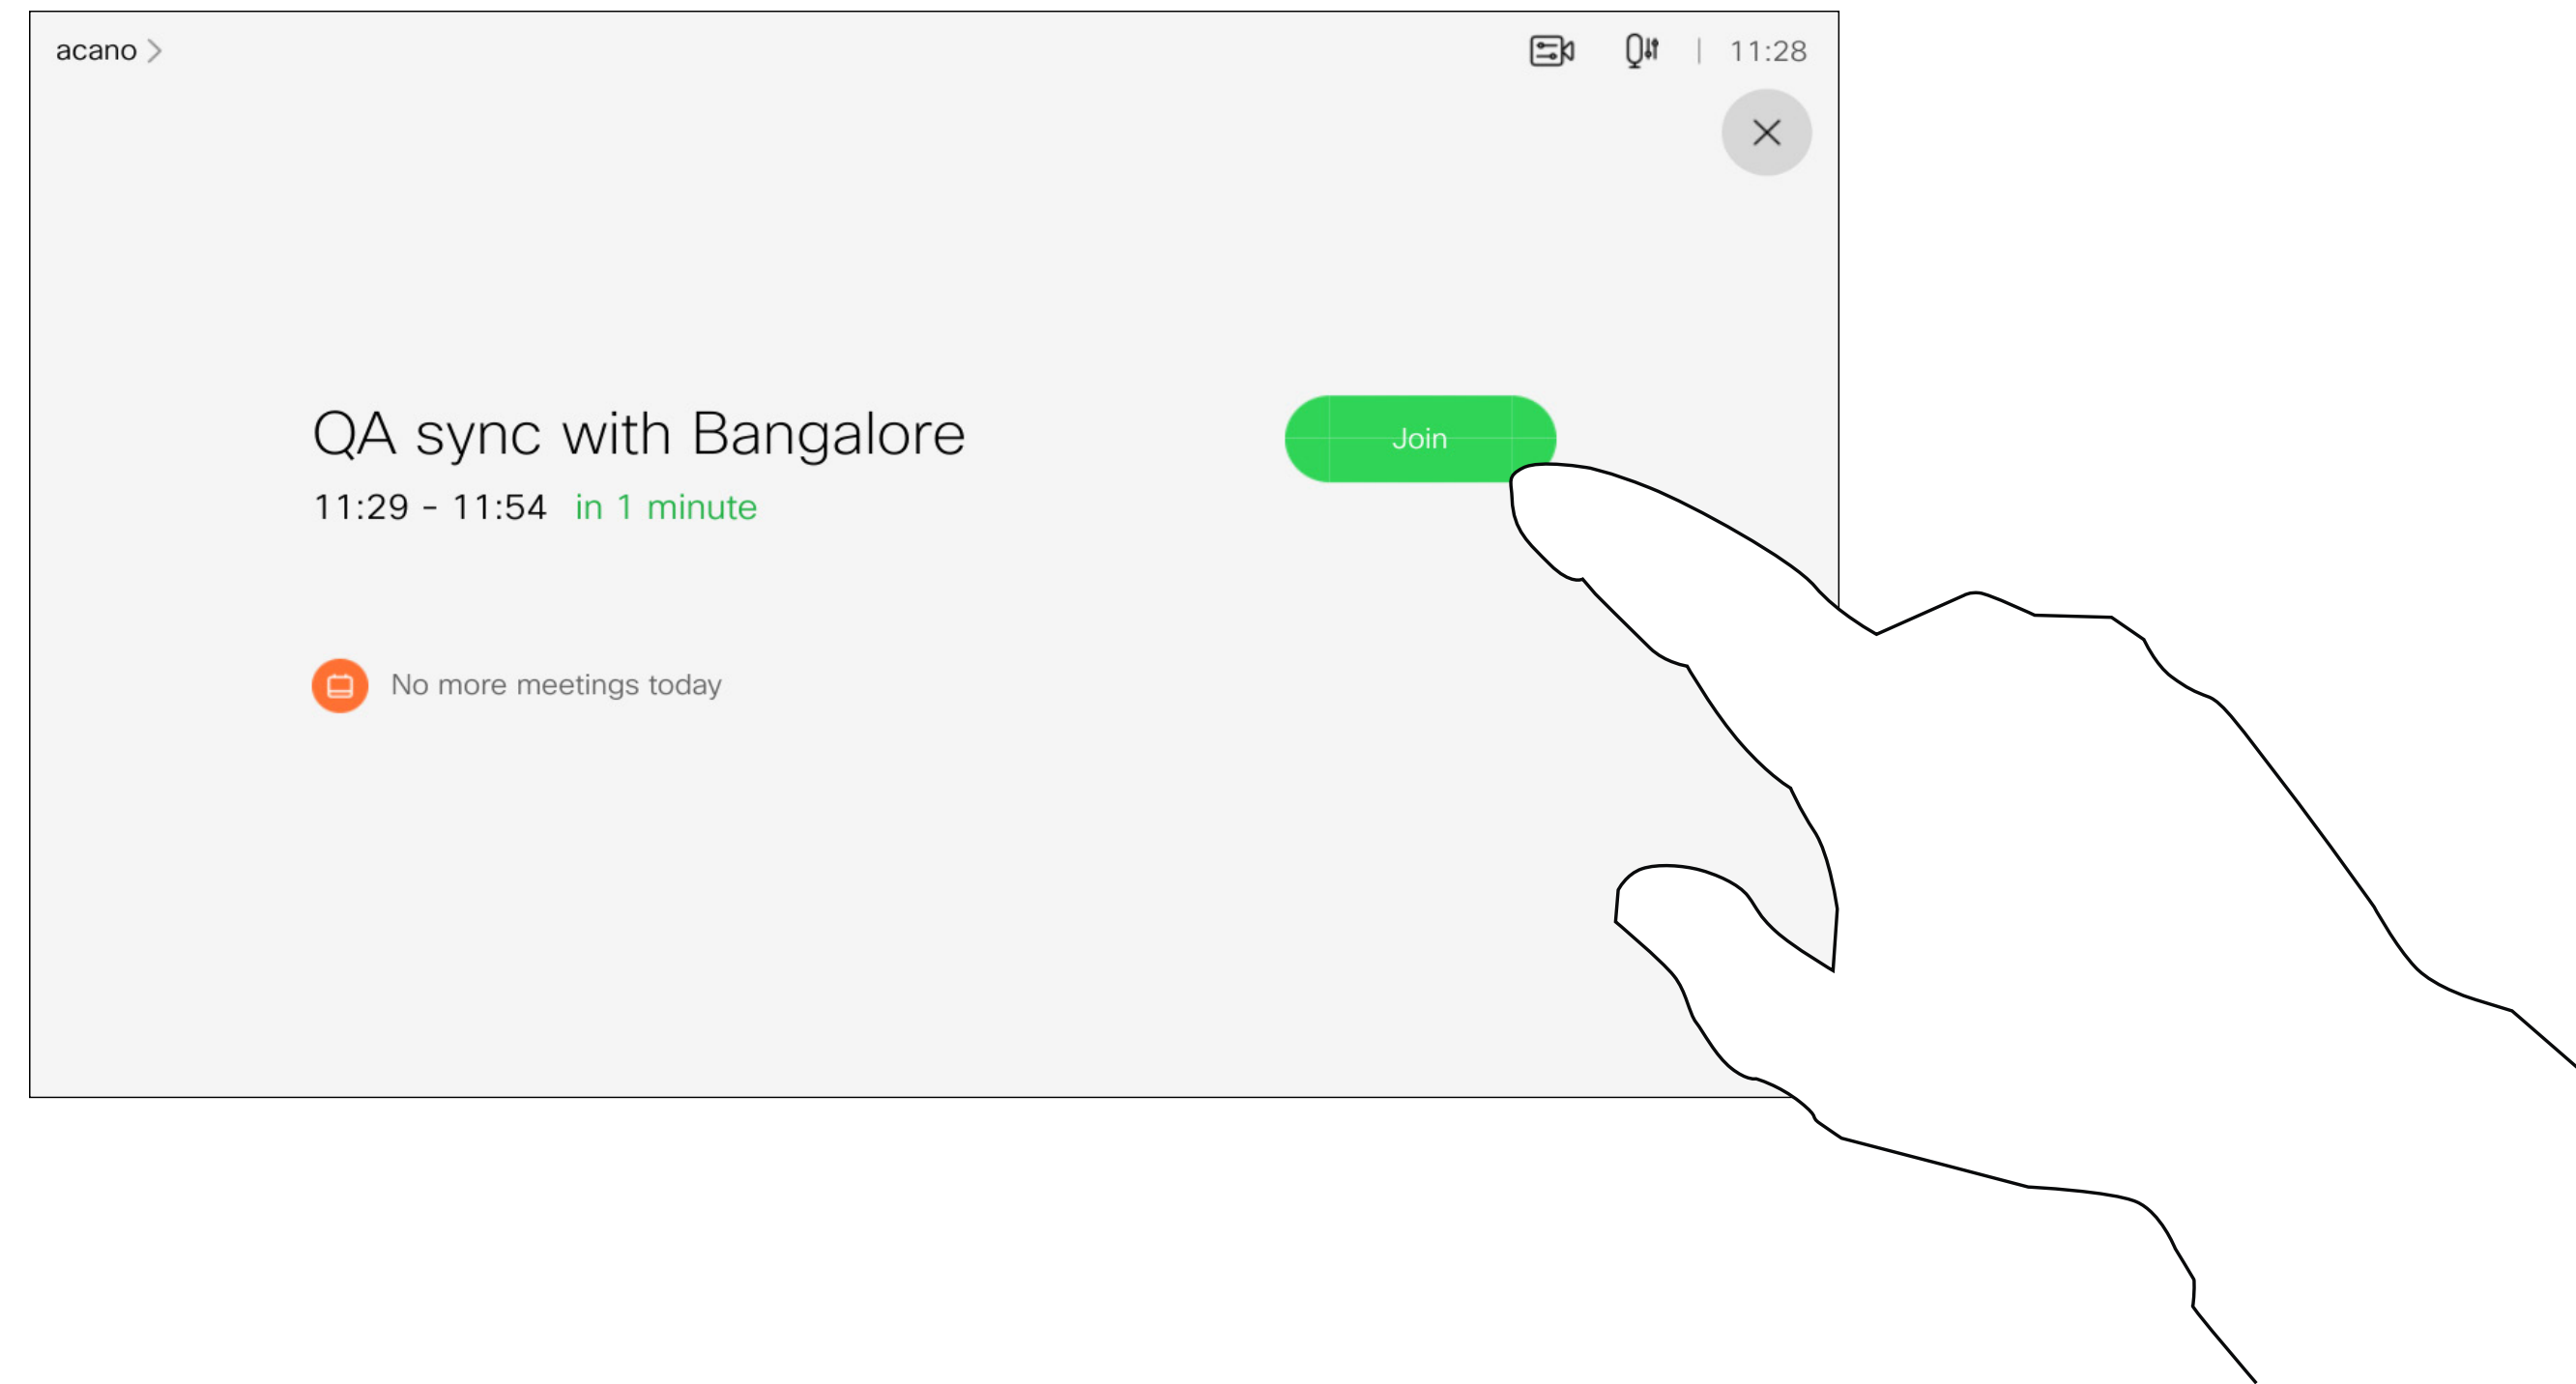 acano
11:28
QA sync with Bangalore
Join
11:29 - 11:54 in 1 minute
No more meetings today